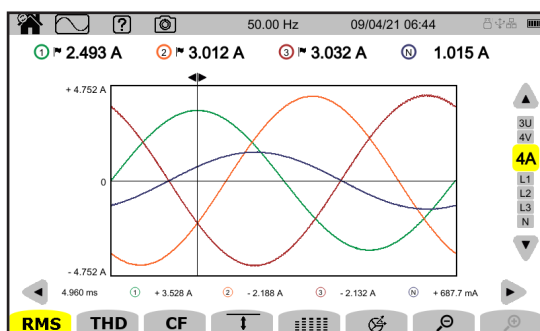 ? 50.00 Hz 09/04/21 06:44
1 2.493 A 2 3.012 A 3 3.032 A N 1.015 A
+ 4.752 A
0
- 4.752 A
3U
4V
4A
L1
L2
L3
N
4.960 ms 1 + 3.528 A 2 - 2.188 A 3 - 2.132 A N + 687.7 mA
RMS THD CF